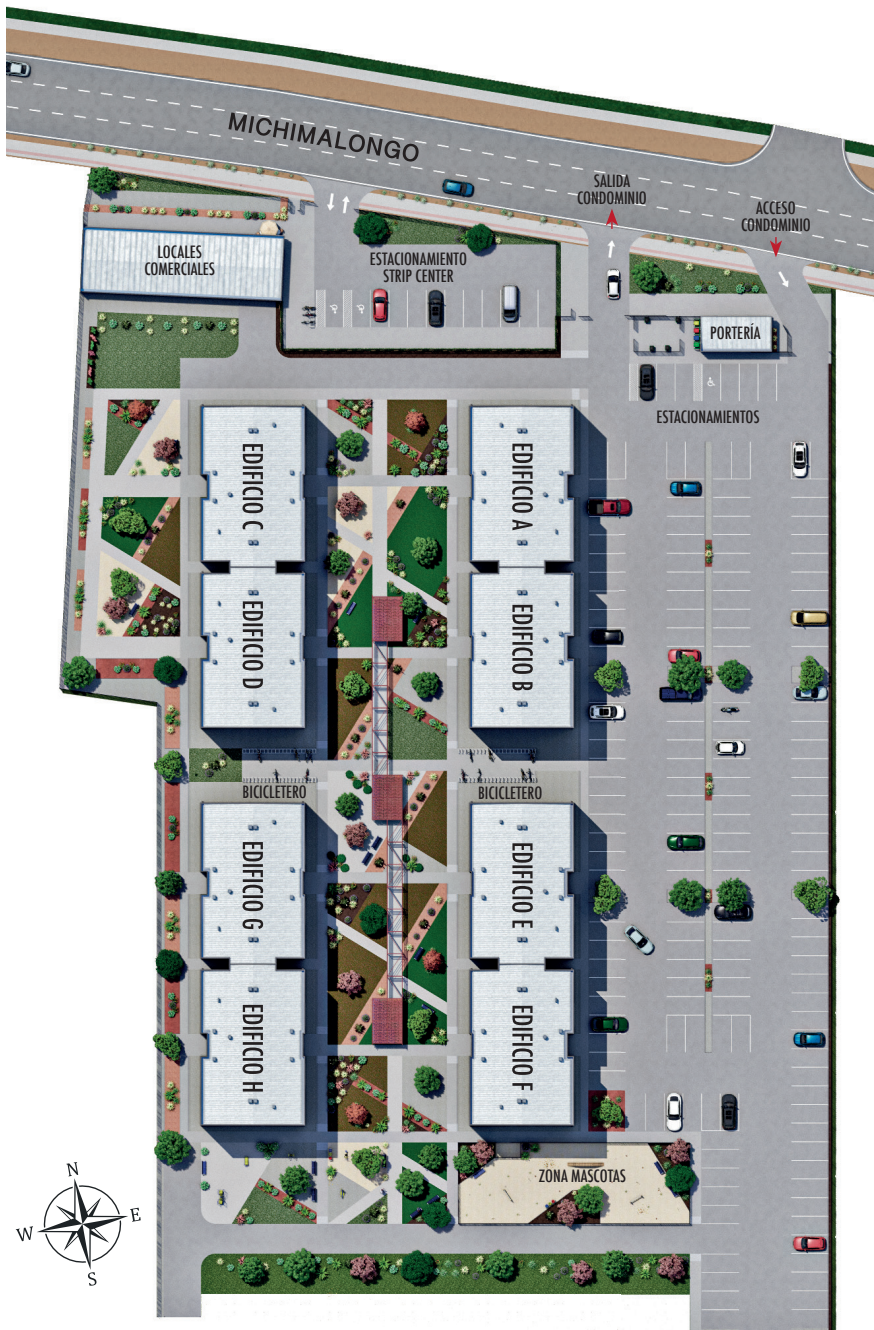 MICHIMALONGO
SALIDA
CONDOMINIO
ACCESO
CONDOMINIO
LOCALES
COMERCIALES
ESTACIONAMIENTO
STRIP CENTER
PORTERÍA
ESTACIONAMIENTOS
EDIFICIO C
EDIFICIO A
EDIFICIO D
EDIFICIO B
BICICLETERO
BICICLETERO
EDIFICIO G
EDIFICIO E
EDIFICIO H
EDIFICIO F
ZONA MASCOTAS
N
W
E
S